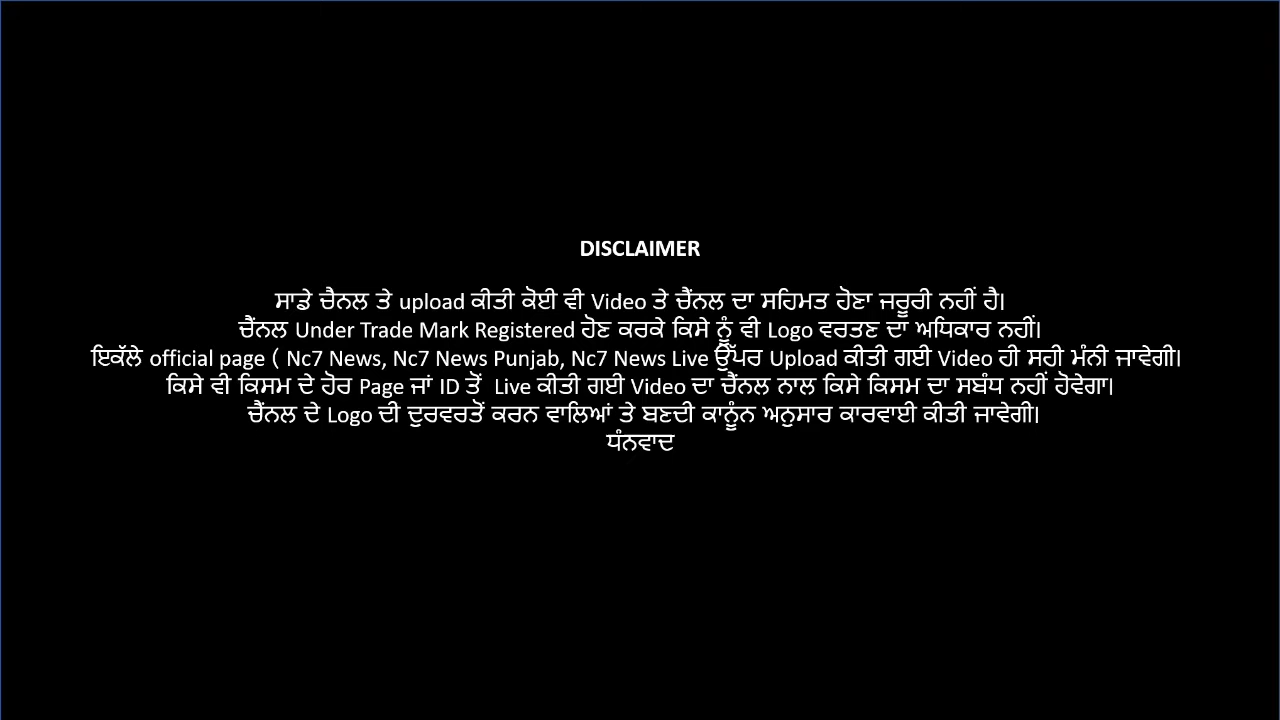 DISCLAIMER
ਸਾਡੇ ਚੈਨਲ ਤੇ upload ਕੀਤੀ ਕੋਈ ਵੀ Video ਤੇ ਚੈਂਨਲ ਦਾ ਸਹਿਮਤ ਹੋਣਾ ਜਰੂਰੀ ਨਹੀਂ ਹੈ।
ਚੈਂਨਲ Under Trade Mark Registered ਹੋਣ ਕਰਕੇ ਕਿਸੇ ਨੂੰ ਵੀ Logo ਵਰਤਣ ਦਾ ਅਧਿਕਾਰ ਨਹੀਂ।
ਇਕੱਲੇ official page ( Nc7 News, Nc7 News Punjab, Nc7 News Live ਉੱਪਰ Upload ਕੀਤੀ ਗਈ Video ਹੀ ਸਹੀ ਮੰਨੀ ਜਾਵੇਗੀ।
ਕਿਸੇ ਵੀ ਕਿਸਮ ਦੇ ਹੋਰ Page ਜਾਂ ID ਤੋਂ Live ਕੀਤੀ ਗਈ Video ਦਾ ਚੈਂਨਲ ਨਾਲ ਕਿਸੇ ਕਿਸਮ ਦਾ ਸਬੰਧ ਨਹੀਂ ਹੋਵੇਗਾ।
ਚੈਂਨਲ ਦੇ Logo ਦੀ ਦੁਰਵਰਤੋਂ ਕਰਨ ਵਾਲਿਆਂ ਤੇ ਬਣਦੀ ਕਾਨੂੰਨ ਅਨੁਸਾਰ ਕਾਰਵਾਈ ਕੀਤੀ ਜਾਵੇਗੀ।
ਧੰਨਵਾਦ